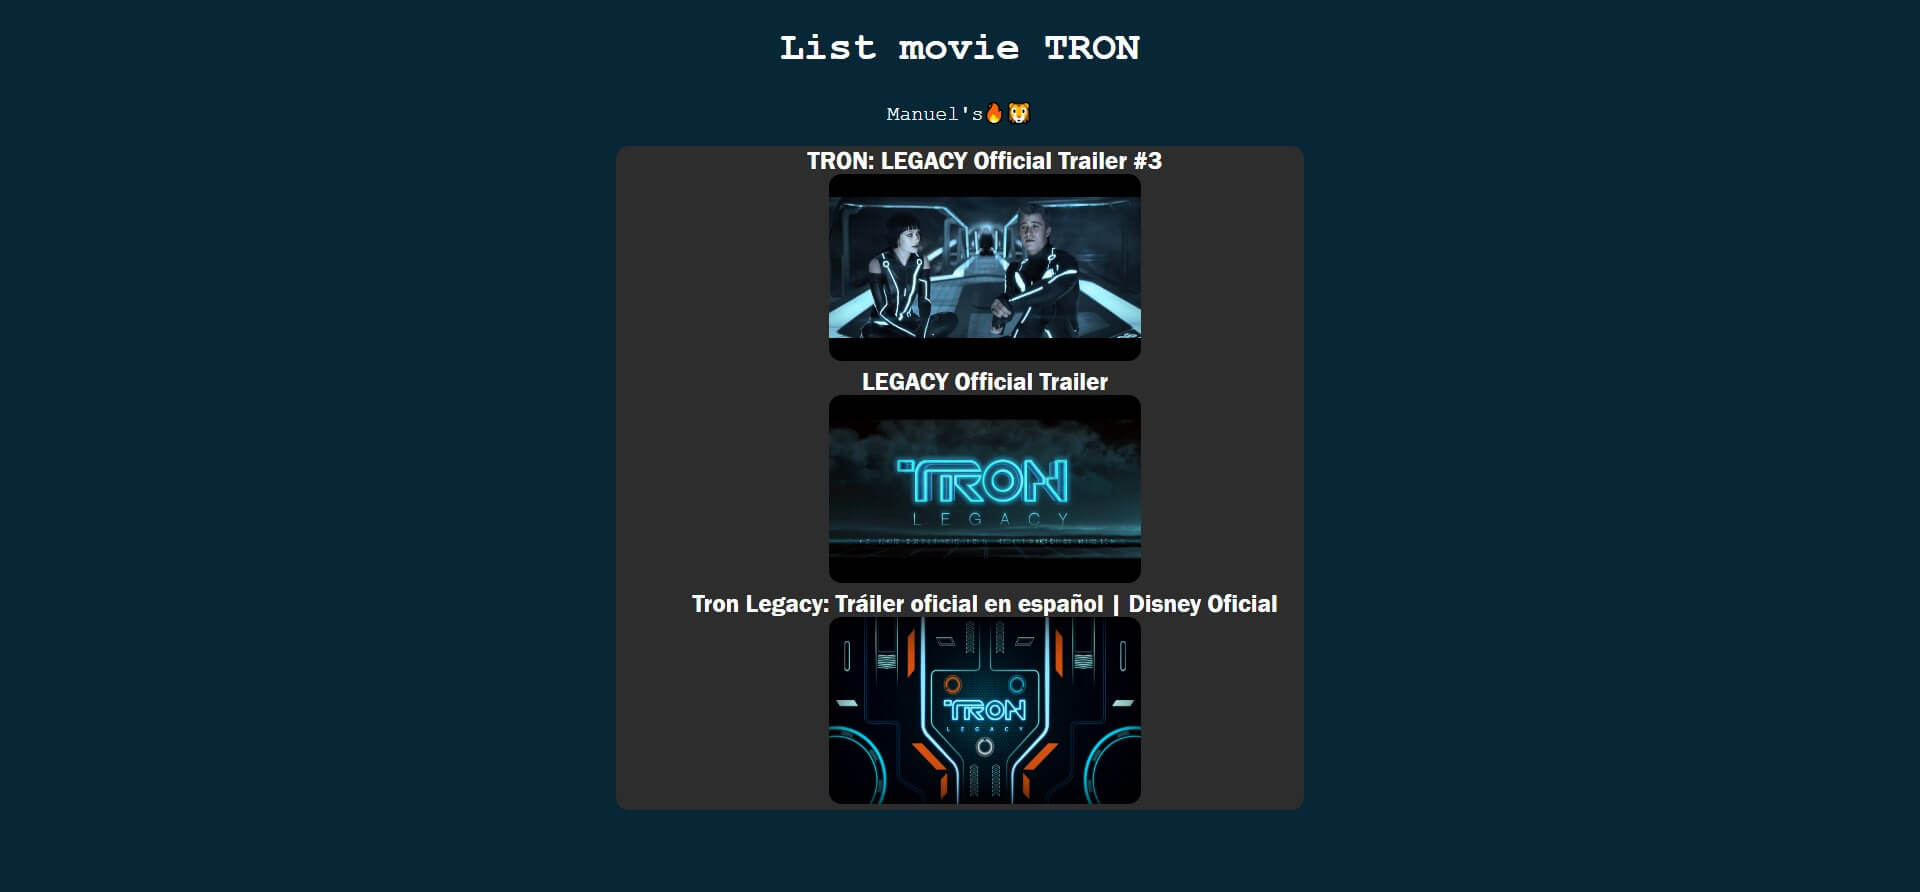 List movie TRON
Manuel's🔥🐯
TRON: LEGACY Official Trailer #3
LEGACY Official Trailer
TRON
LEGACY
Tron Legacy: Tráiler oficial en español | Disney Oficial
TRON
LEGACY